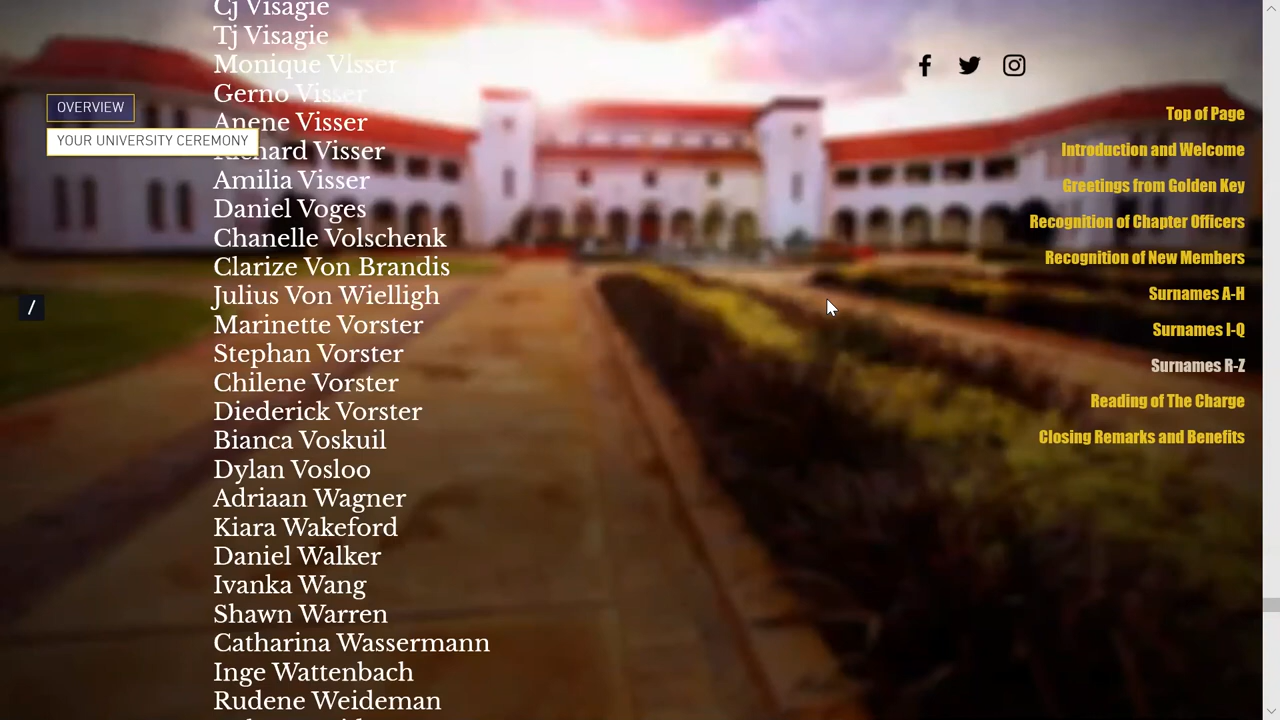 Cj Visagie
Tj Visagie
Monique Vlsser
Gerno Visser
OVERVIEW
Anene Visser
YOUR UNIVERSITY CEREMONY
Richard Visser
Amilia Visser
Daniel Voges
Chanelle Volschenk
Clarize Von Brandis
Julius Von Wielligh
/
Marinette Vorster
Stephan Vorster
Chilene Vorster
Diederick Vorster
Bianca Voskuil
Dylan Vosloo
Adriaan Wagner
Kiara Wakeford
Daniel Walker
Ivanka Wang
Shawn Warren
Catharina Wassermann
Inge Wattenbach
Rudene Weideman
Top of Page
Introduction and Welcome
Greetings from Golden Key
Recognition of Chapter Officers
Recognition of New Members
Surnames A-H
Surnames I-Q
Surnames R-Z
Reading of The Charge
Closing Remarks and Benefits